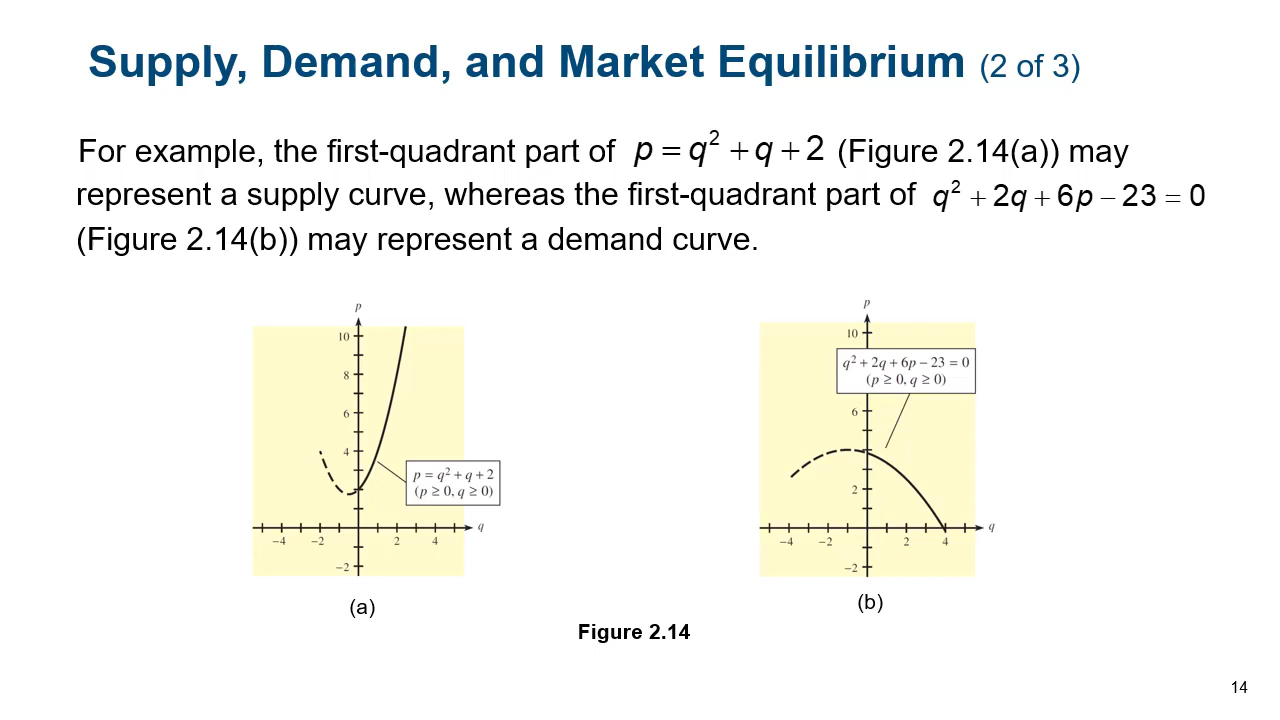 Supply, Demand, and Market Equilibrium (2 of 3)
For example, the first-quadrant part of p = q² + q + 2 (Figure 2.14(a)) may
represent a supply curve, whereas the first-quadrant part of q² + 2q + 6p − 23 = 0
(Figure 2.14(b)) may represent a demand curve.
p
10
8
6
4
p = q² + q + 2
(p ≥ 0, q ≥ 0)
q
−4 −2 2 4
−2
(a)
p
10
q² + 2q + 6p − 23 = 0
(p ≥ 0, q ≥ 0)
6
2
q
−4 −2 2 4
−2
(b)
Figure 2.14
14